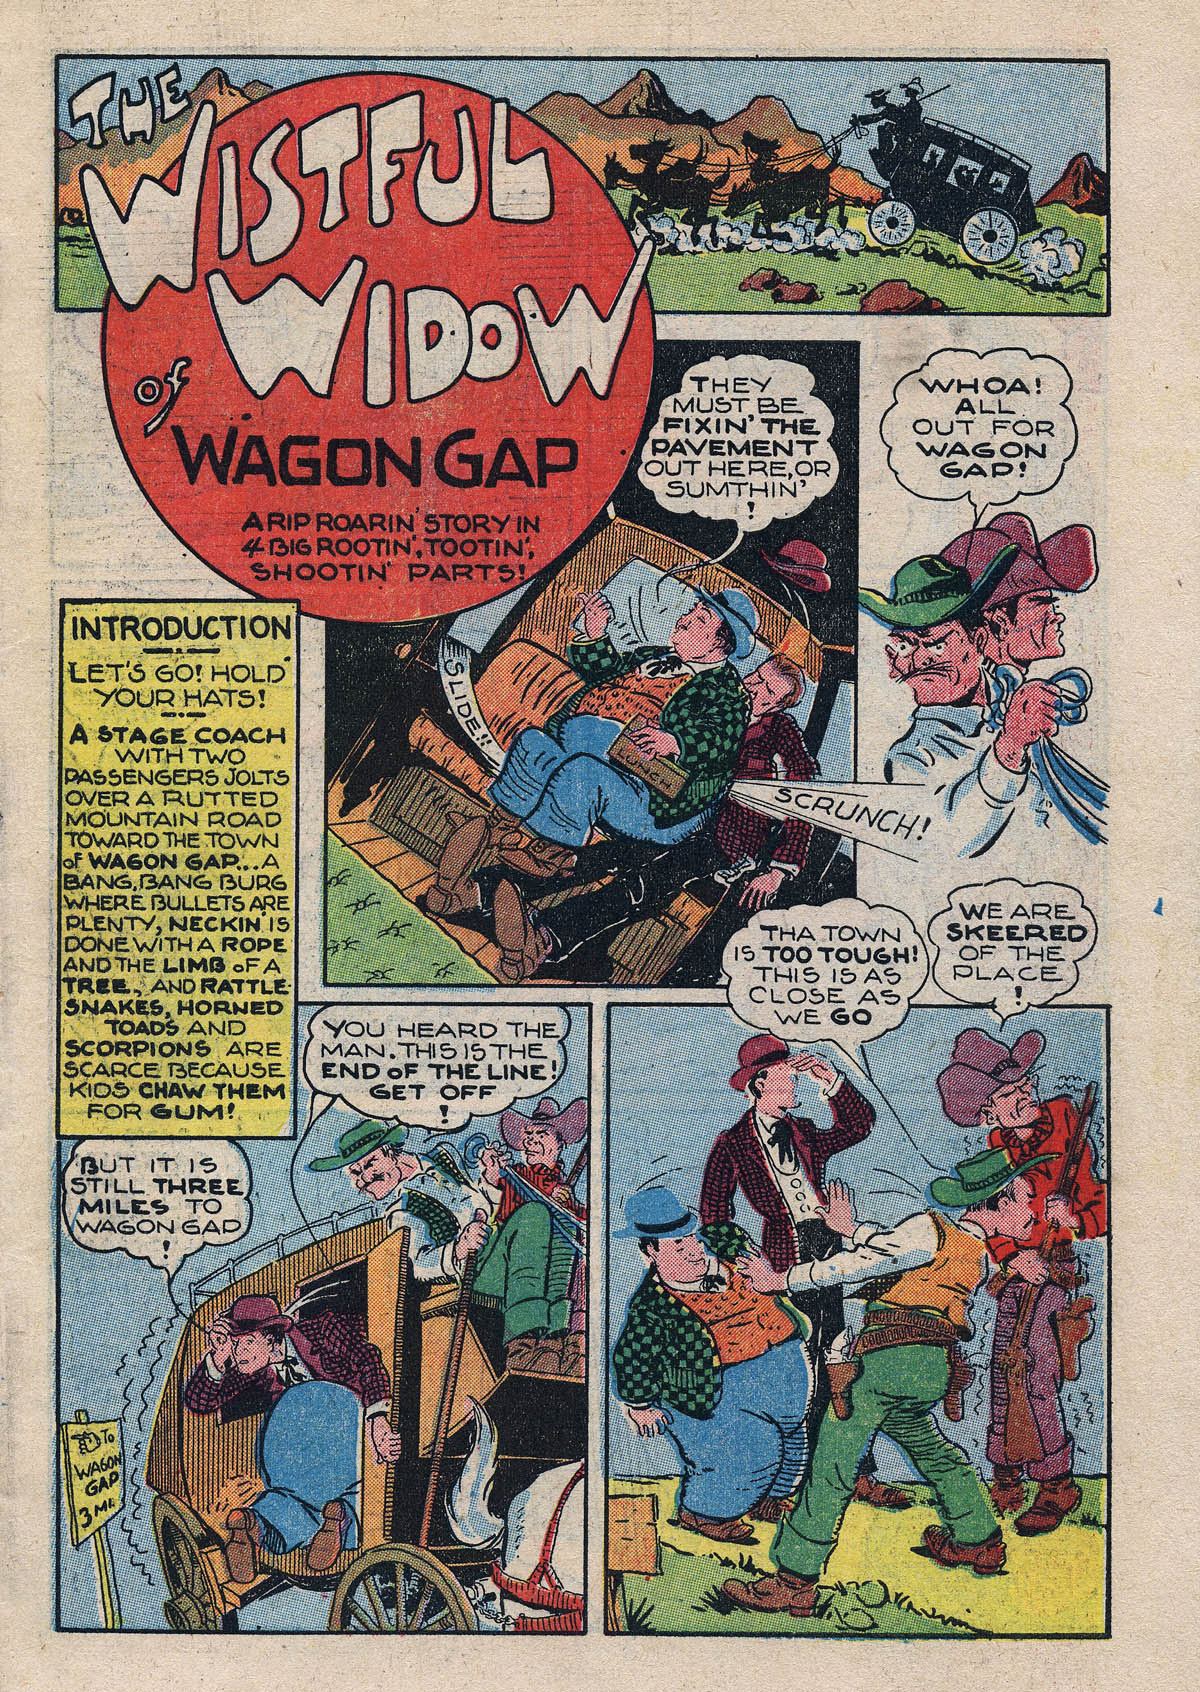 THE
WISTFUL
WIDOW
of
WAGON GAP
A RIP ROARIN' STORY IN
4 BIG ROOTIN', TOOTIN',
SHOOTIN' PARTS!
INTRODUCTION
LET'S GO! HOLD
YOUR HATS!
A STAGE COACH
WITH TWO
PASSENGERS JOLTS
OVER A RUTTED
MOUNTAIN ROAD
TOWARD THE TOWN
of WAGON GAP... A
BANG, BANG BURG
WHERE BULLETS ARE
PLENTY, NECKIN' IS
DONE WITH A ROPE
AND THE LIMB OF A
TREE, AND RATTLE-
SNAKES, HORNED
TOADS AND
SCORPIONS ARE
SCARCE BECAUSE
KIDS CHAW THEM
FOR GUM!
THEY
MUST BE
FIXIN' THE
PAVEMENT
OUT HERE, OR
SUMTHIN'
!
SLIDE!!
SCRUNCH!
WHOA!
ALL
OUT FOR
WAGON
GAP!
YOU HEARD THE
MAN. THIS IS THE
END OF THE LINE!
GET OFF
!
BUT IT IS
STILL THREE
MILES TO
WAGON GAP
!
TO
WAGON
GAP
3 MI.
THA TOWN
IS TOO TOUGH!
THIS IS AS
CLOSE AS
WE GO
WE ARE
SKEERED
OF THE
PLACE
!